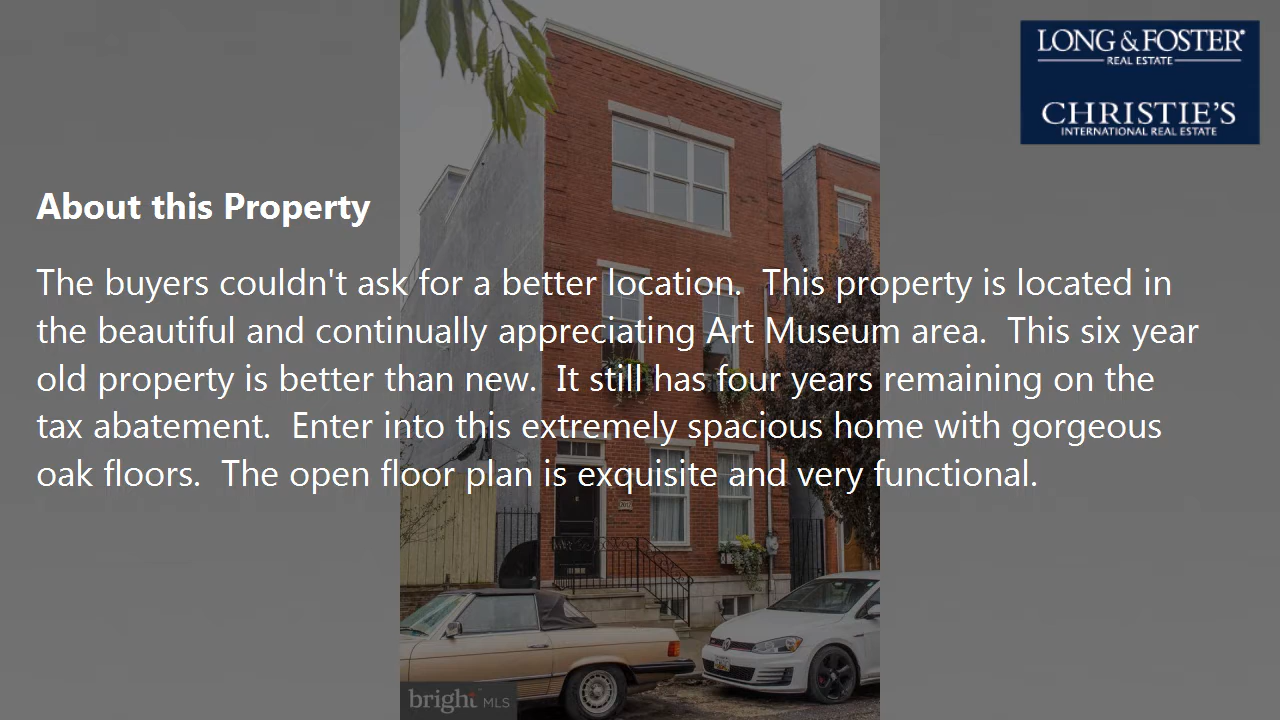 LONG & FOSTER®
REAL ESTATE
CHRISTIE'S
INTERNATIONAL REAL ESTATE
About this Property
The buyers couldn't ask for a better location.  This property is located in
the beautiful and continually appreciating Art Museum area.  This six year
old property is better than new.  It still has four years remaining on the
tax abatement.  Enter into this extremely spacious home with gorgeous
oak floors.  The open floor plan is exquisite and very functional.
bright MLS